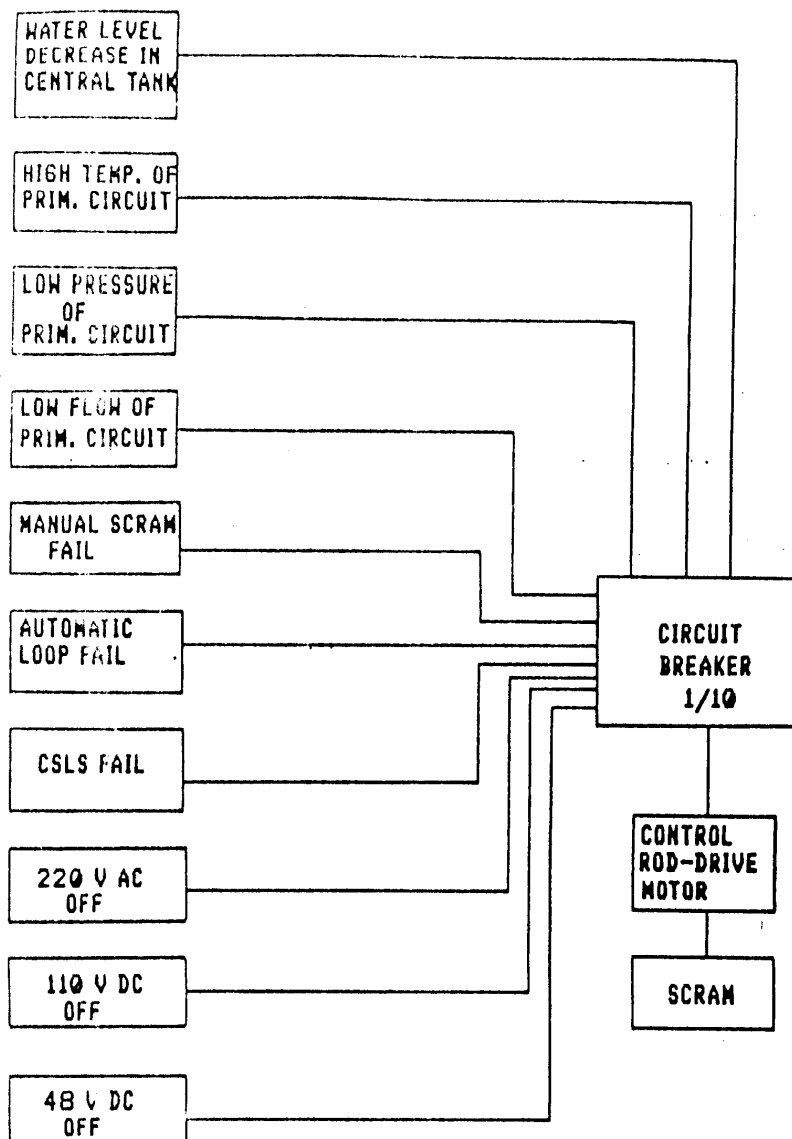 WATER LEVEL
DECREASE IN
CENTRAL TANK
HIGH TEMP. OF
PRIM. CIRCUIT
LOW PRESSURE
OF
PRIM. CIRCUIT
LOW FLOW OF
PRIM. CIRCUIT
MANUAL SCRAM
FAIL
AUTOMATIC
LOOP FAIL
CSLS FAIL
220 V AC
OFF
110 V DC
OFF
48 V DC
OFF
CIRCUIT
BREAKER
1/10
CONTROL
ROD-DRIVE
MOTOR
SCRAM